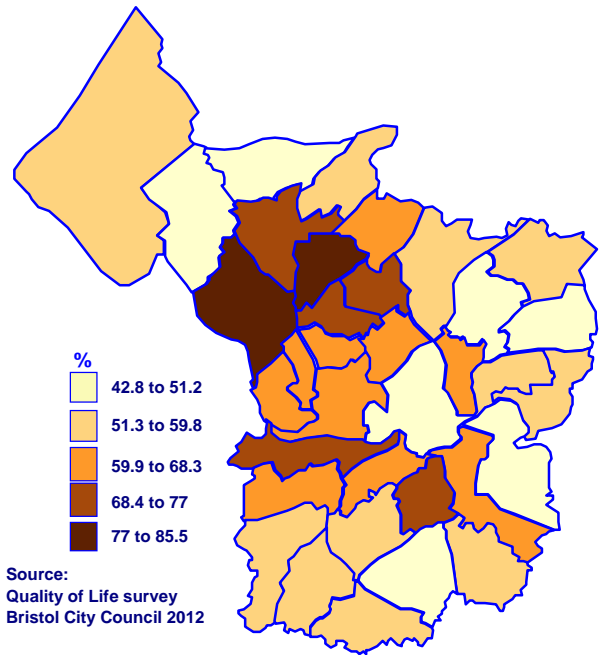 %
42.8 to 51.2
51.3 to 59.8
59.9 to 68.3
68.4 to 77
77 to 85.5
Source:
Quality of Life survey
Bristol City Council 2012